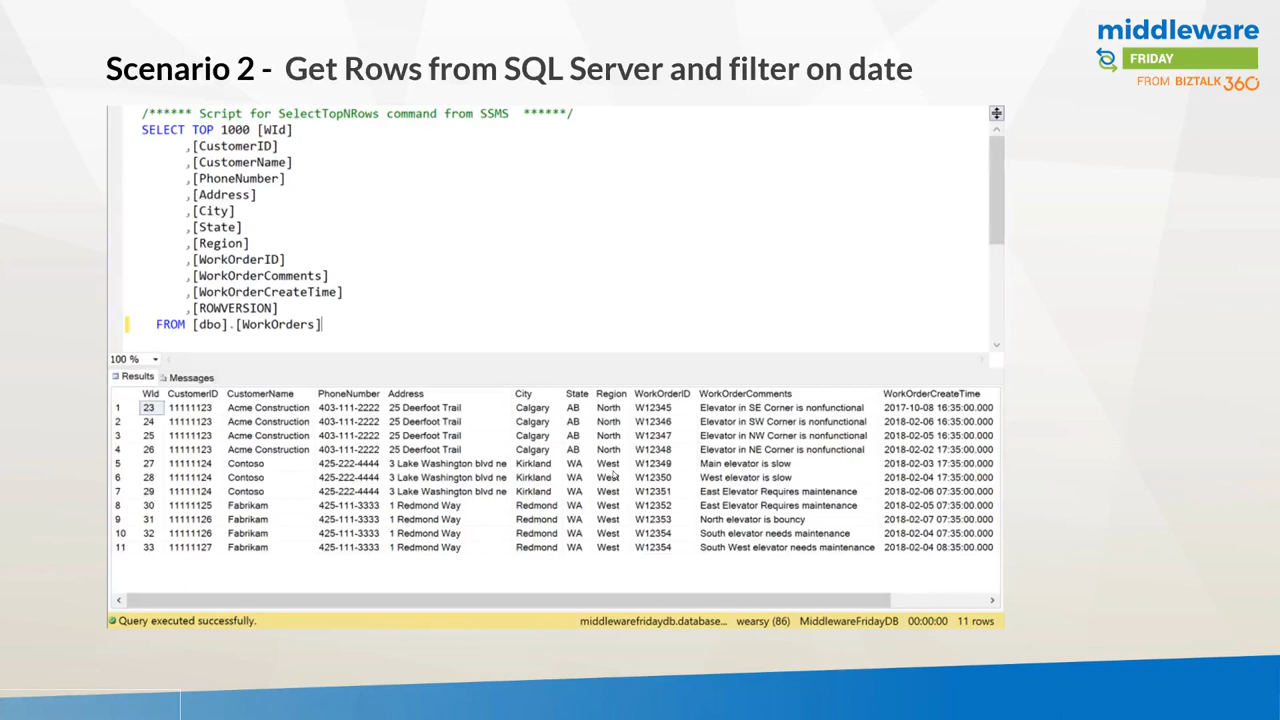 middleware
FRIDAY
FROM BIZTALK 360
Scenario 2 - Get Rows from SQL Server and filter on date
/****** Script for SelectTopNRows command from SSMS ******/
SELECT TOP 1000 [WId]
,[CustomerID]
,[CustomerName]
,[PhoneNumber]
,[Address]
,[City]
,[State]
,[Region]
,[WorkOrderID]
,[WorkOrderComments]
,[WorkOrderCreateTime]
,[ROWVERSION]
FROM [dbo].[WorkOrders]
100 %
Results Messages
WId CustomerID CustomerName PhoneNumber Address City State Region WorkOrderID WorkOrderComments WorkOrderCreateTime
1 23 11111123 Acme Construction 403-111-2222 25 Deerfoot Trail Calgary AB North W12345 Elevator in SE Corner is nonfunctional 2017-10-08 16:35:00.000
2 24 11111123 Acme Construction 403-111-2222 25 Deerfoot Trail Calgary AB North W12346 Elevator in SW Corner is nonfunctional 2018-02-06 16:35:00.000
3 25 11111123 Acme Construction 403-111-2222 25 Deerfoot Trail Calgary AB North W12347 Elevator in NW Corner is nonfunctional 2018-02-06 16:35:00.000
4 26 11111123 Acme Construction 403-111-2222 25 Deerfoot Trail Calgary AB North W12348 Elevator in NE Corner is nonfunctional 2018-02-02 16:35:00.000
5 27 11111124 Contoso 425-222-4444 3 Lake Washington blvd ne Kirkland WA West W12349 Main elevator is slow 2018-02-03 17:35:00.000
6 28 11111124 Contoso 425-222-4444 3 Lake Washington blvd ne Kirkland WA West W12350 West elevator is slow 2018-02-04 17:35:00.000
7 29 11111124 Contoso 425-222-4444 3 Lake Washington blvd ne Kirkland WA West W12351 East Elevator Requires maintenance 2018-02-06 07:35:00.000
8 30 11111125 Fabrikam 425-111-3333 1 Redmond Way Redmond WA West W12352 East Elevator Requires maintenance 2018-02-06 07:35:00.000
9 31 11111126 Fabrikam 425-111-3333 1 Redmond Way Redmond WA West W12353 North elevator is bouncy 2018-02-07 07:35:00.000
10 32 11111126 Fabrikam 425-111-3333 1 Redmond Way Redmond WA West W12354 South elevator needs maintenance 2018-02-04 07:35:00.000
11 33 11111127 Fabrikam 425-111-3333 1 Redmond Way Redmond WA West W12354 South West elevator needs maintenance 2018-02-04 08:35:00.000
Query executed successfully. middlewarefridaydb.database... wearsy (86) MiddlewareFridayDB 00:00:00 11 rows